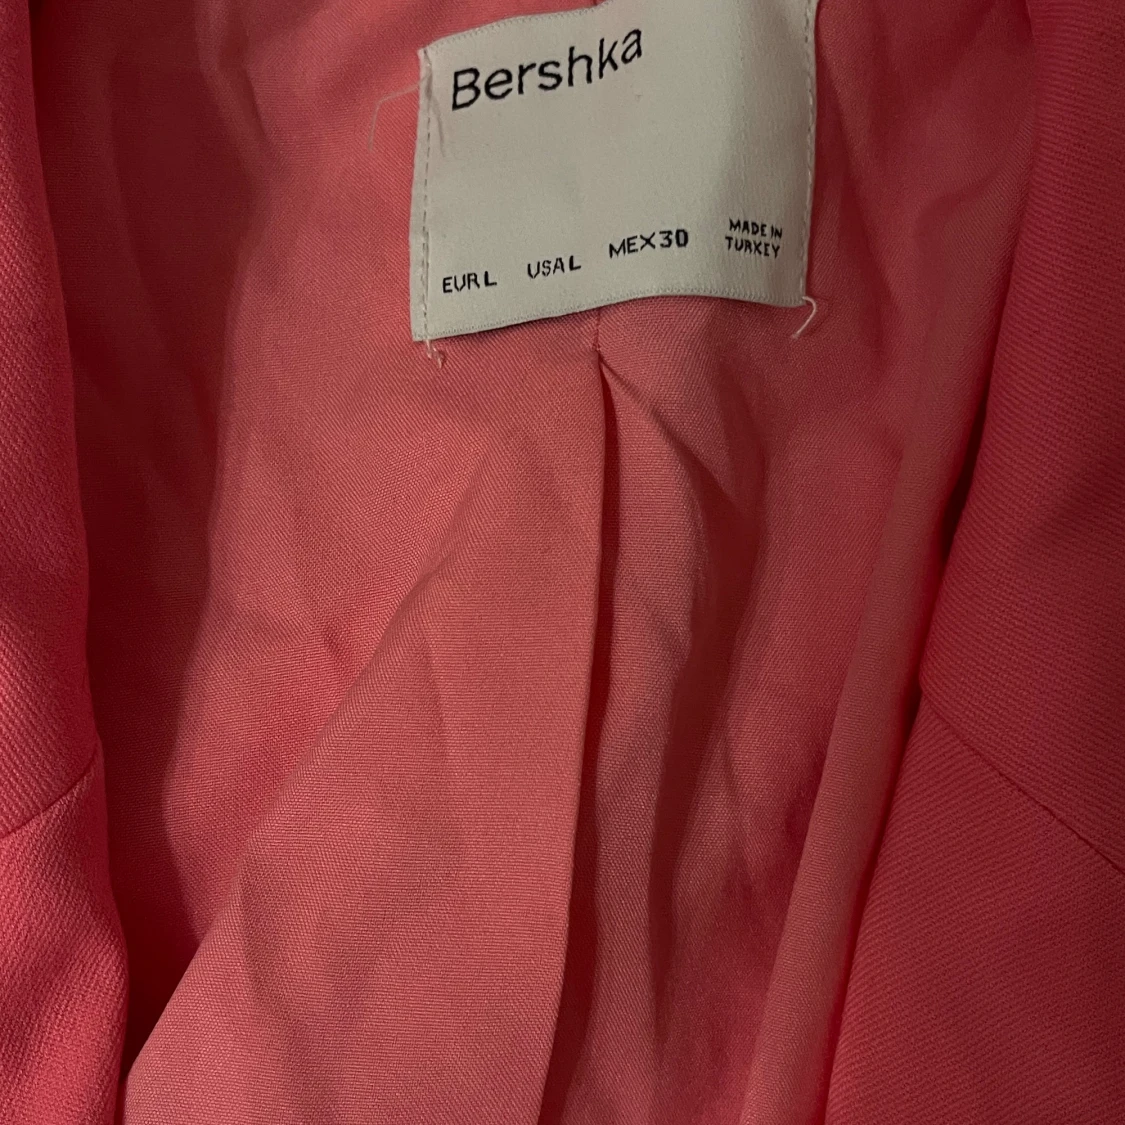 Bershka
EUR L USA L MEX 30 MADE IN
TURKEY